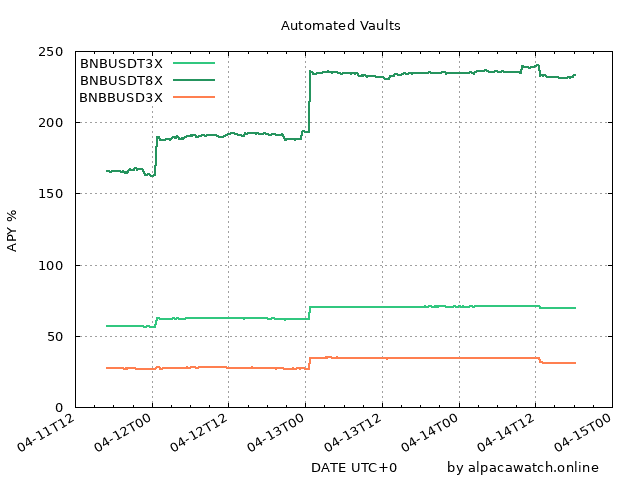 Automated Vaults
250
200
150
100
50
0
APY %
BNBUSDT3X
BNBUSDT8X
BNBBUSD3X
04-11T12
04-12T00
04-12T12
04-13T00
04-13T12
04-14T00
04-14T12
04-15T00
DATE UTC+0
by alpacawatch.online